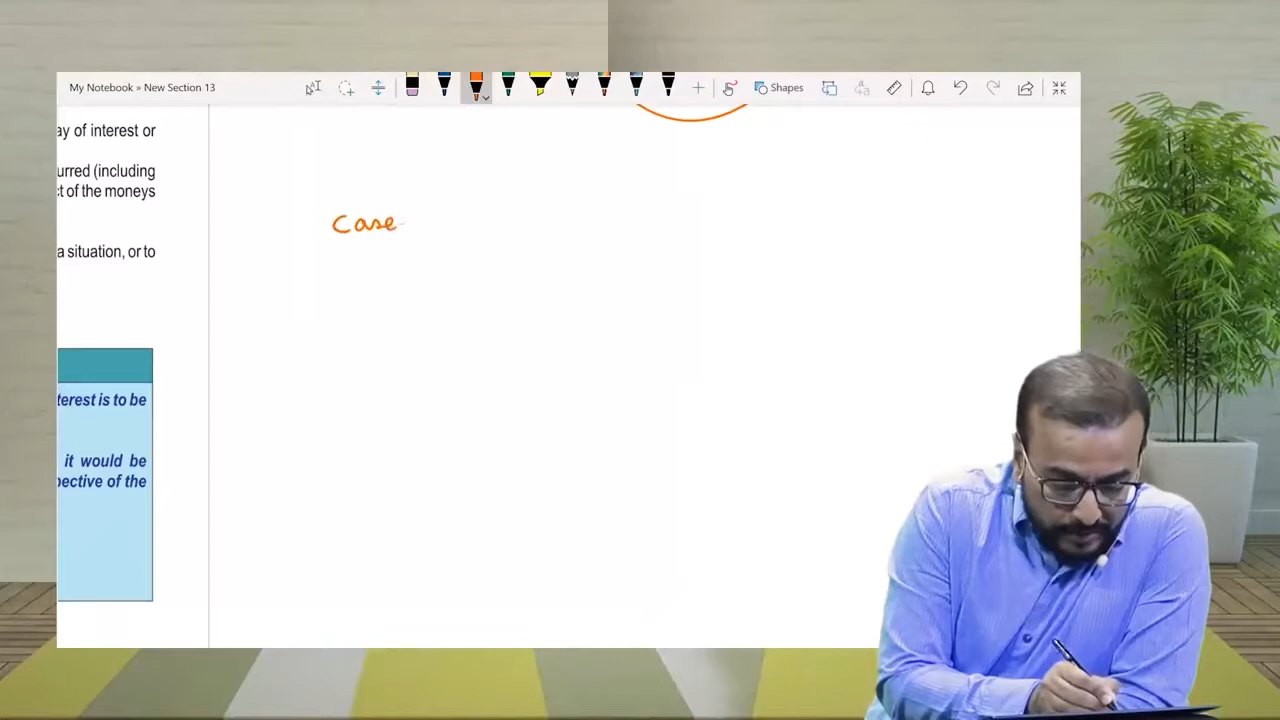 My Notebook » New Section 13
Shapes
ay of interest or
urred (including
ct of the moneys
a situation, or to
terest is to be
it would be
pective of the
Case